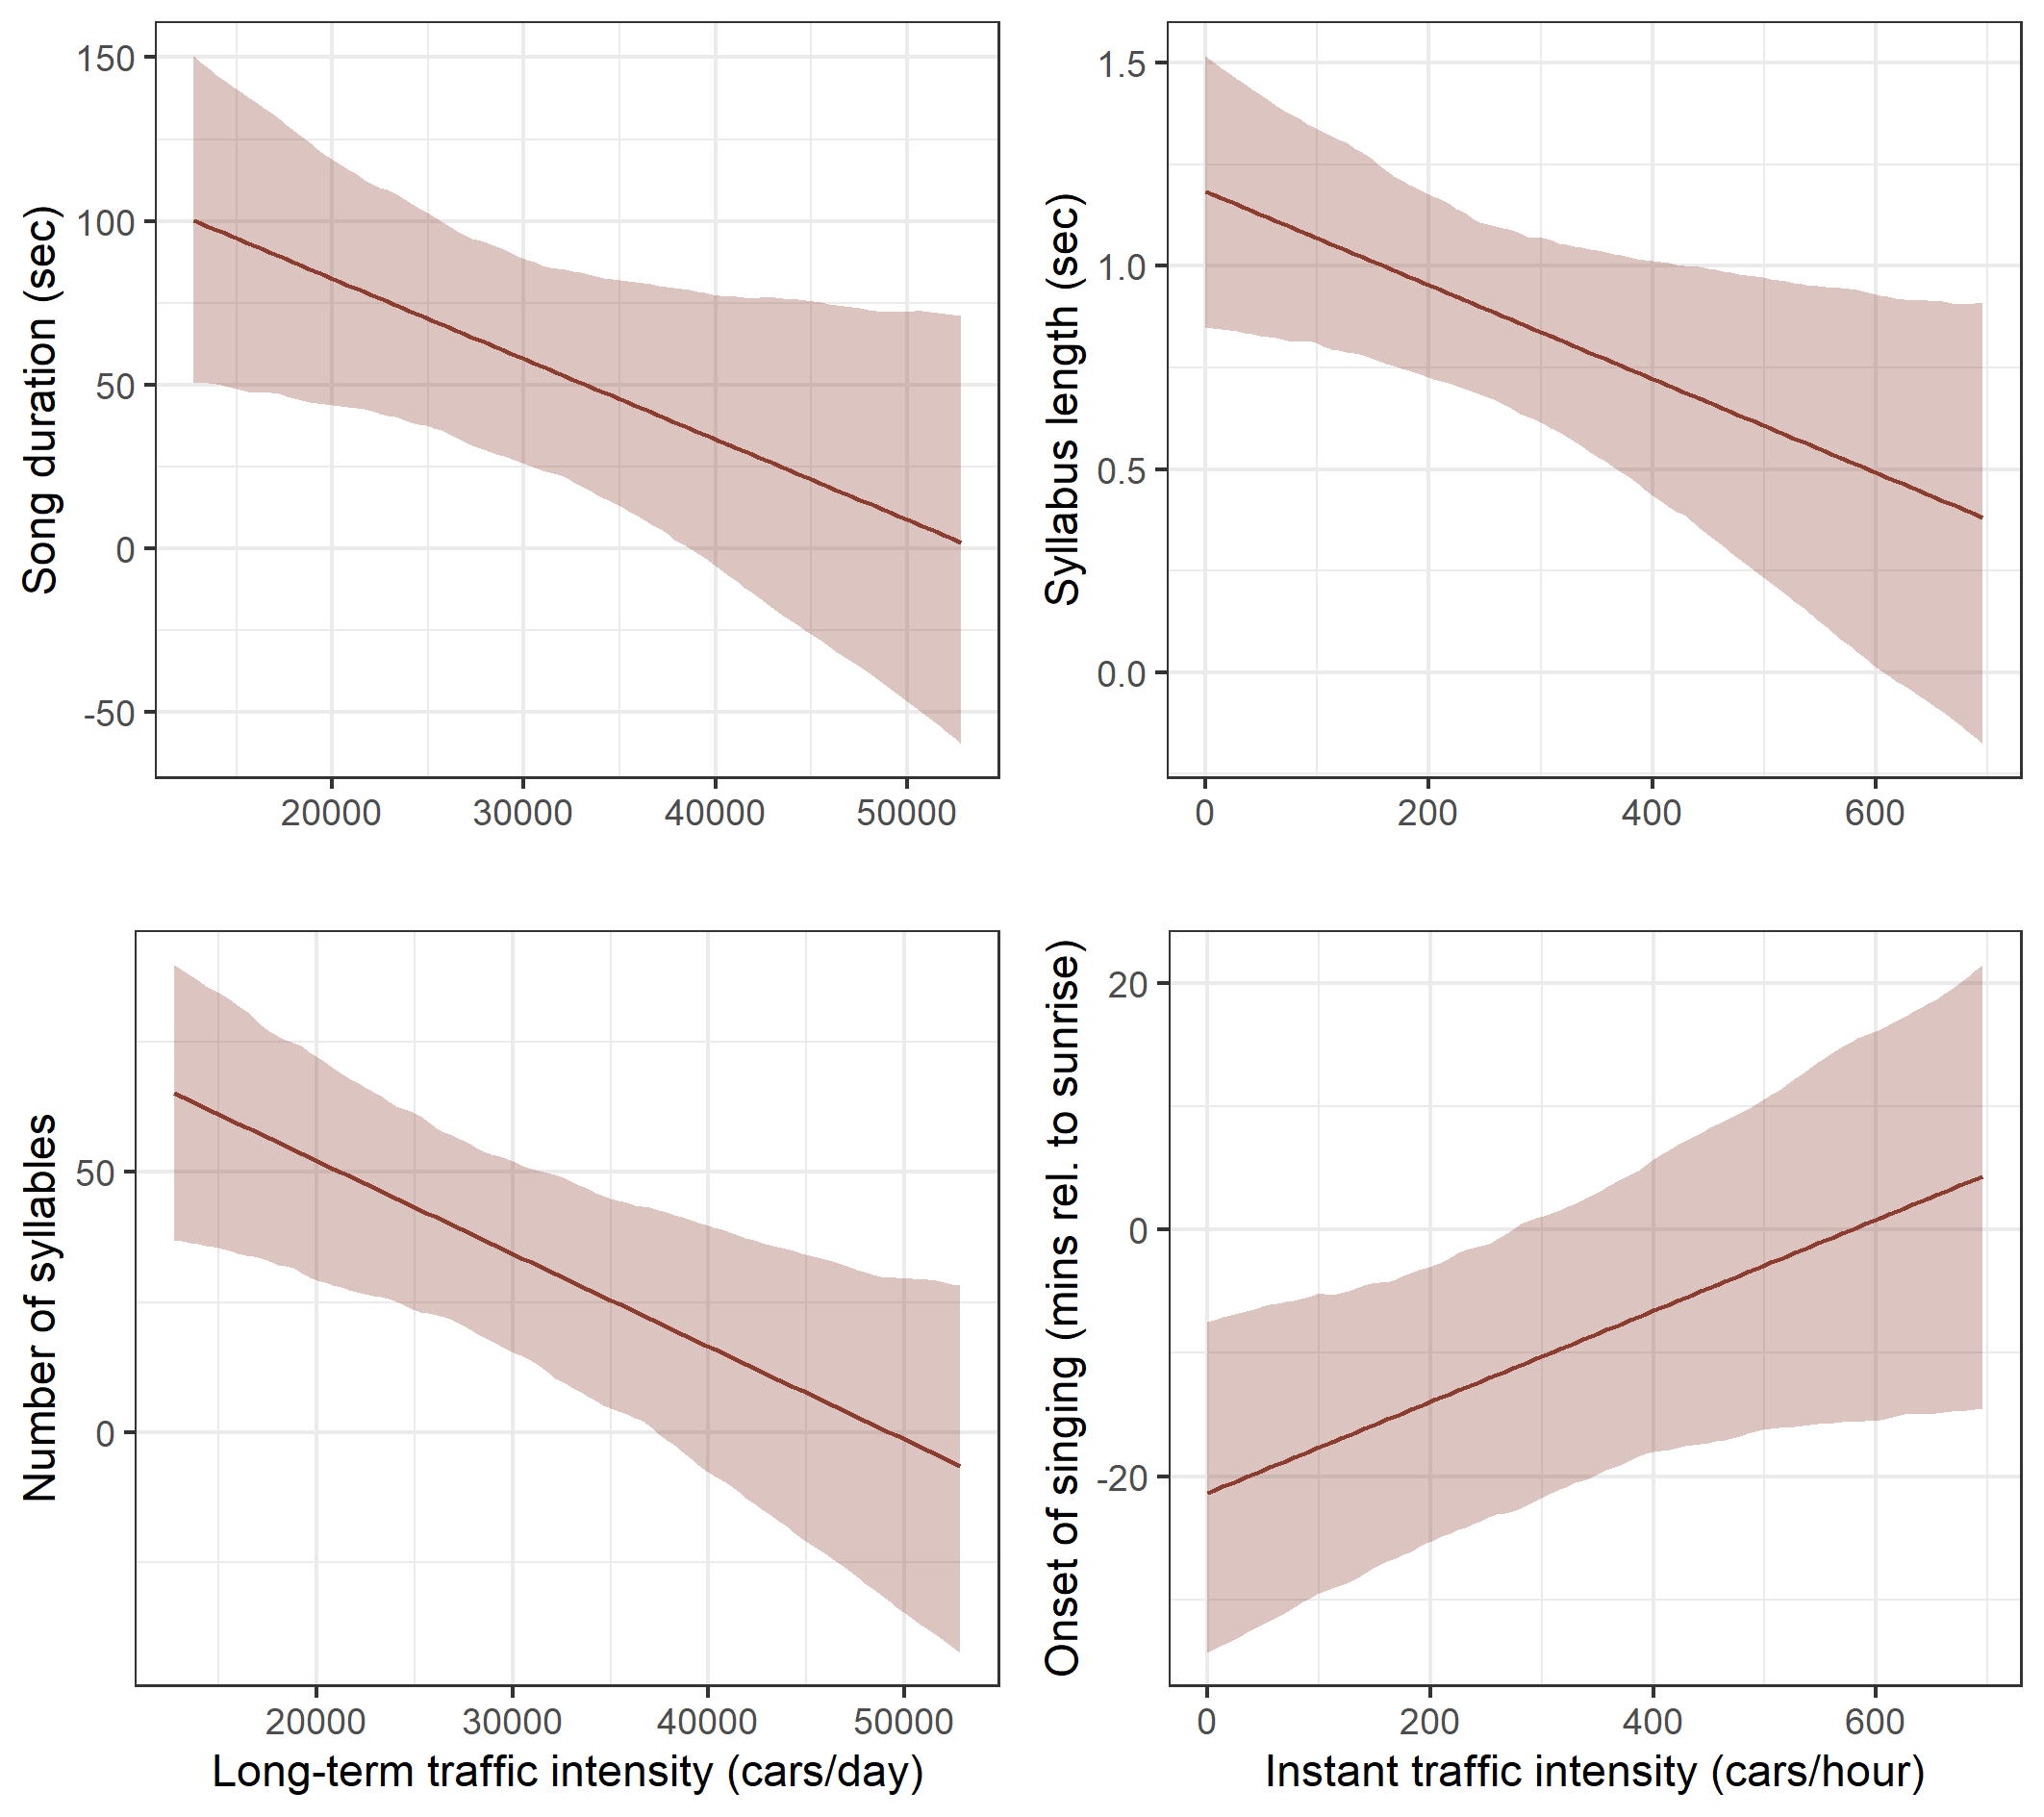 Song duration (sec)
150
100
50
0
-50
20000 30000 40000 50000
Syllabus length (sec)
1.5
1.0
0.5
0.0
0 200 400 600
Number of syllables
50
0
20000 30000 40000 50000
Long-term traffic intensity (cars/day)
Onset of singing (mins rel. to sunrise)
20
0
-20
0 200 400 600
Instant traffic intensity (cars/hour)